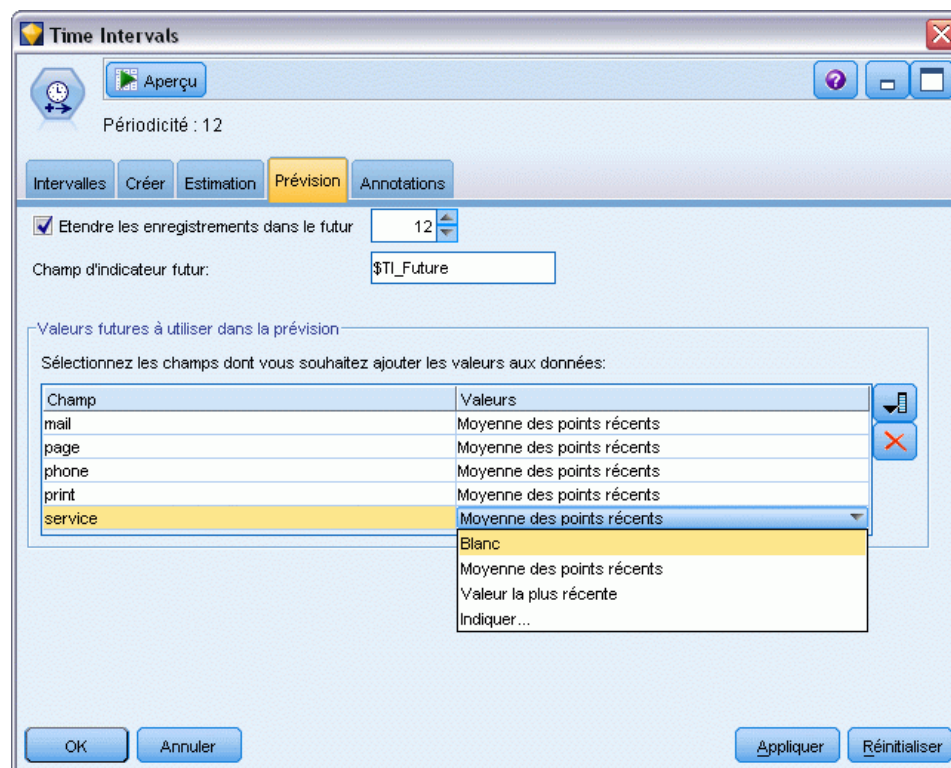 Time Intervals
Aperçu
Périodicité : 12
Intervalles Créer Estimation Prévision Annotations
Etendre les enregistrements dans le futur 12
Champ d'indicateur futur: $TI_Future
Valeurs futures à utiliser dans la prévision
Sélectionnez les champs dont vous souhaitez ajouter les valeurs aux données:
Champ Valeurs
mail Moyenne des points récents
page Moyenne des points récents
phone Moyenne des points récents
print Moyenne des points récents
service Moyenne des points récents
Blanc
Moyenne des points récents
Valeur la plus récente
Indiquer...
OK Annuler Appliquer Réinitialiser